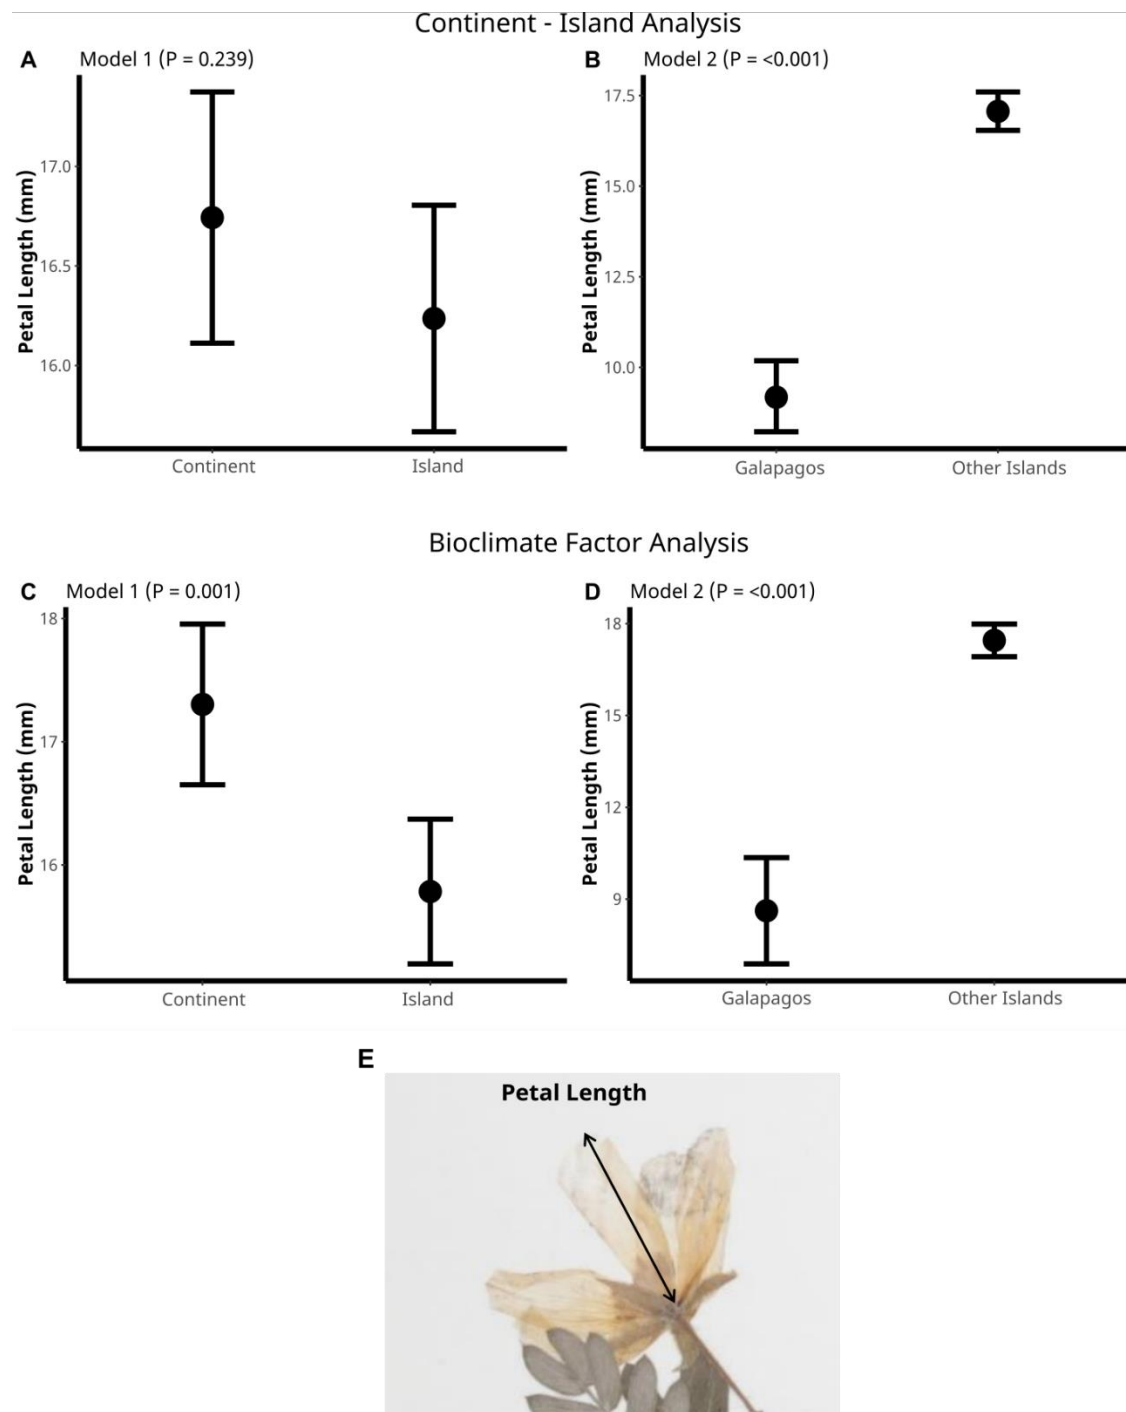 Continent - Island Analysis
A Model 1 (P = 0.239)
Petal Length (mm)
17.0
16.5
16.0
Continent Island
B Model 2 (P = <0.001)
Petal Length (mm)
17.5
15.0
12.5
10.0
Galapagos Other Islands
Bioclimate Factor Analysis
C Model 1 (P = 0.001)
Petal Length (mm)
18
17
16
Continent Island
D Model 2 (P = <0.001)
Petal Length (mm)
18
15
12
9
Galapagos Other Islands
E
Petal Length